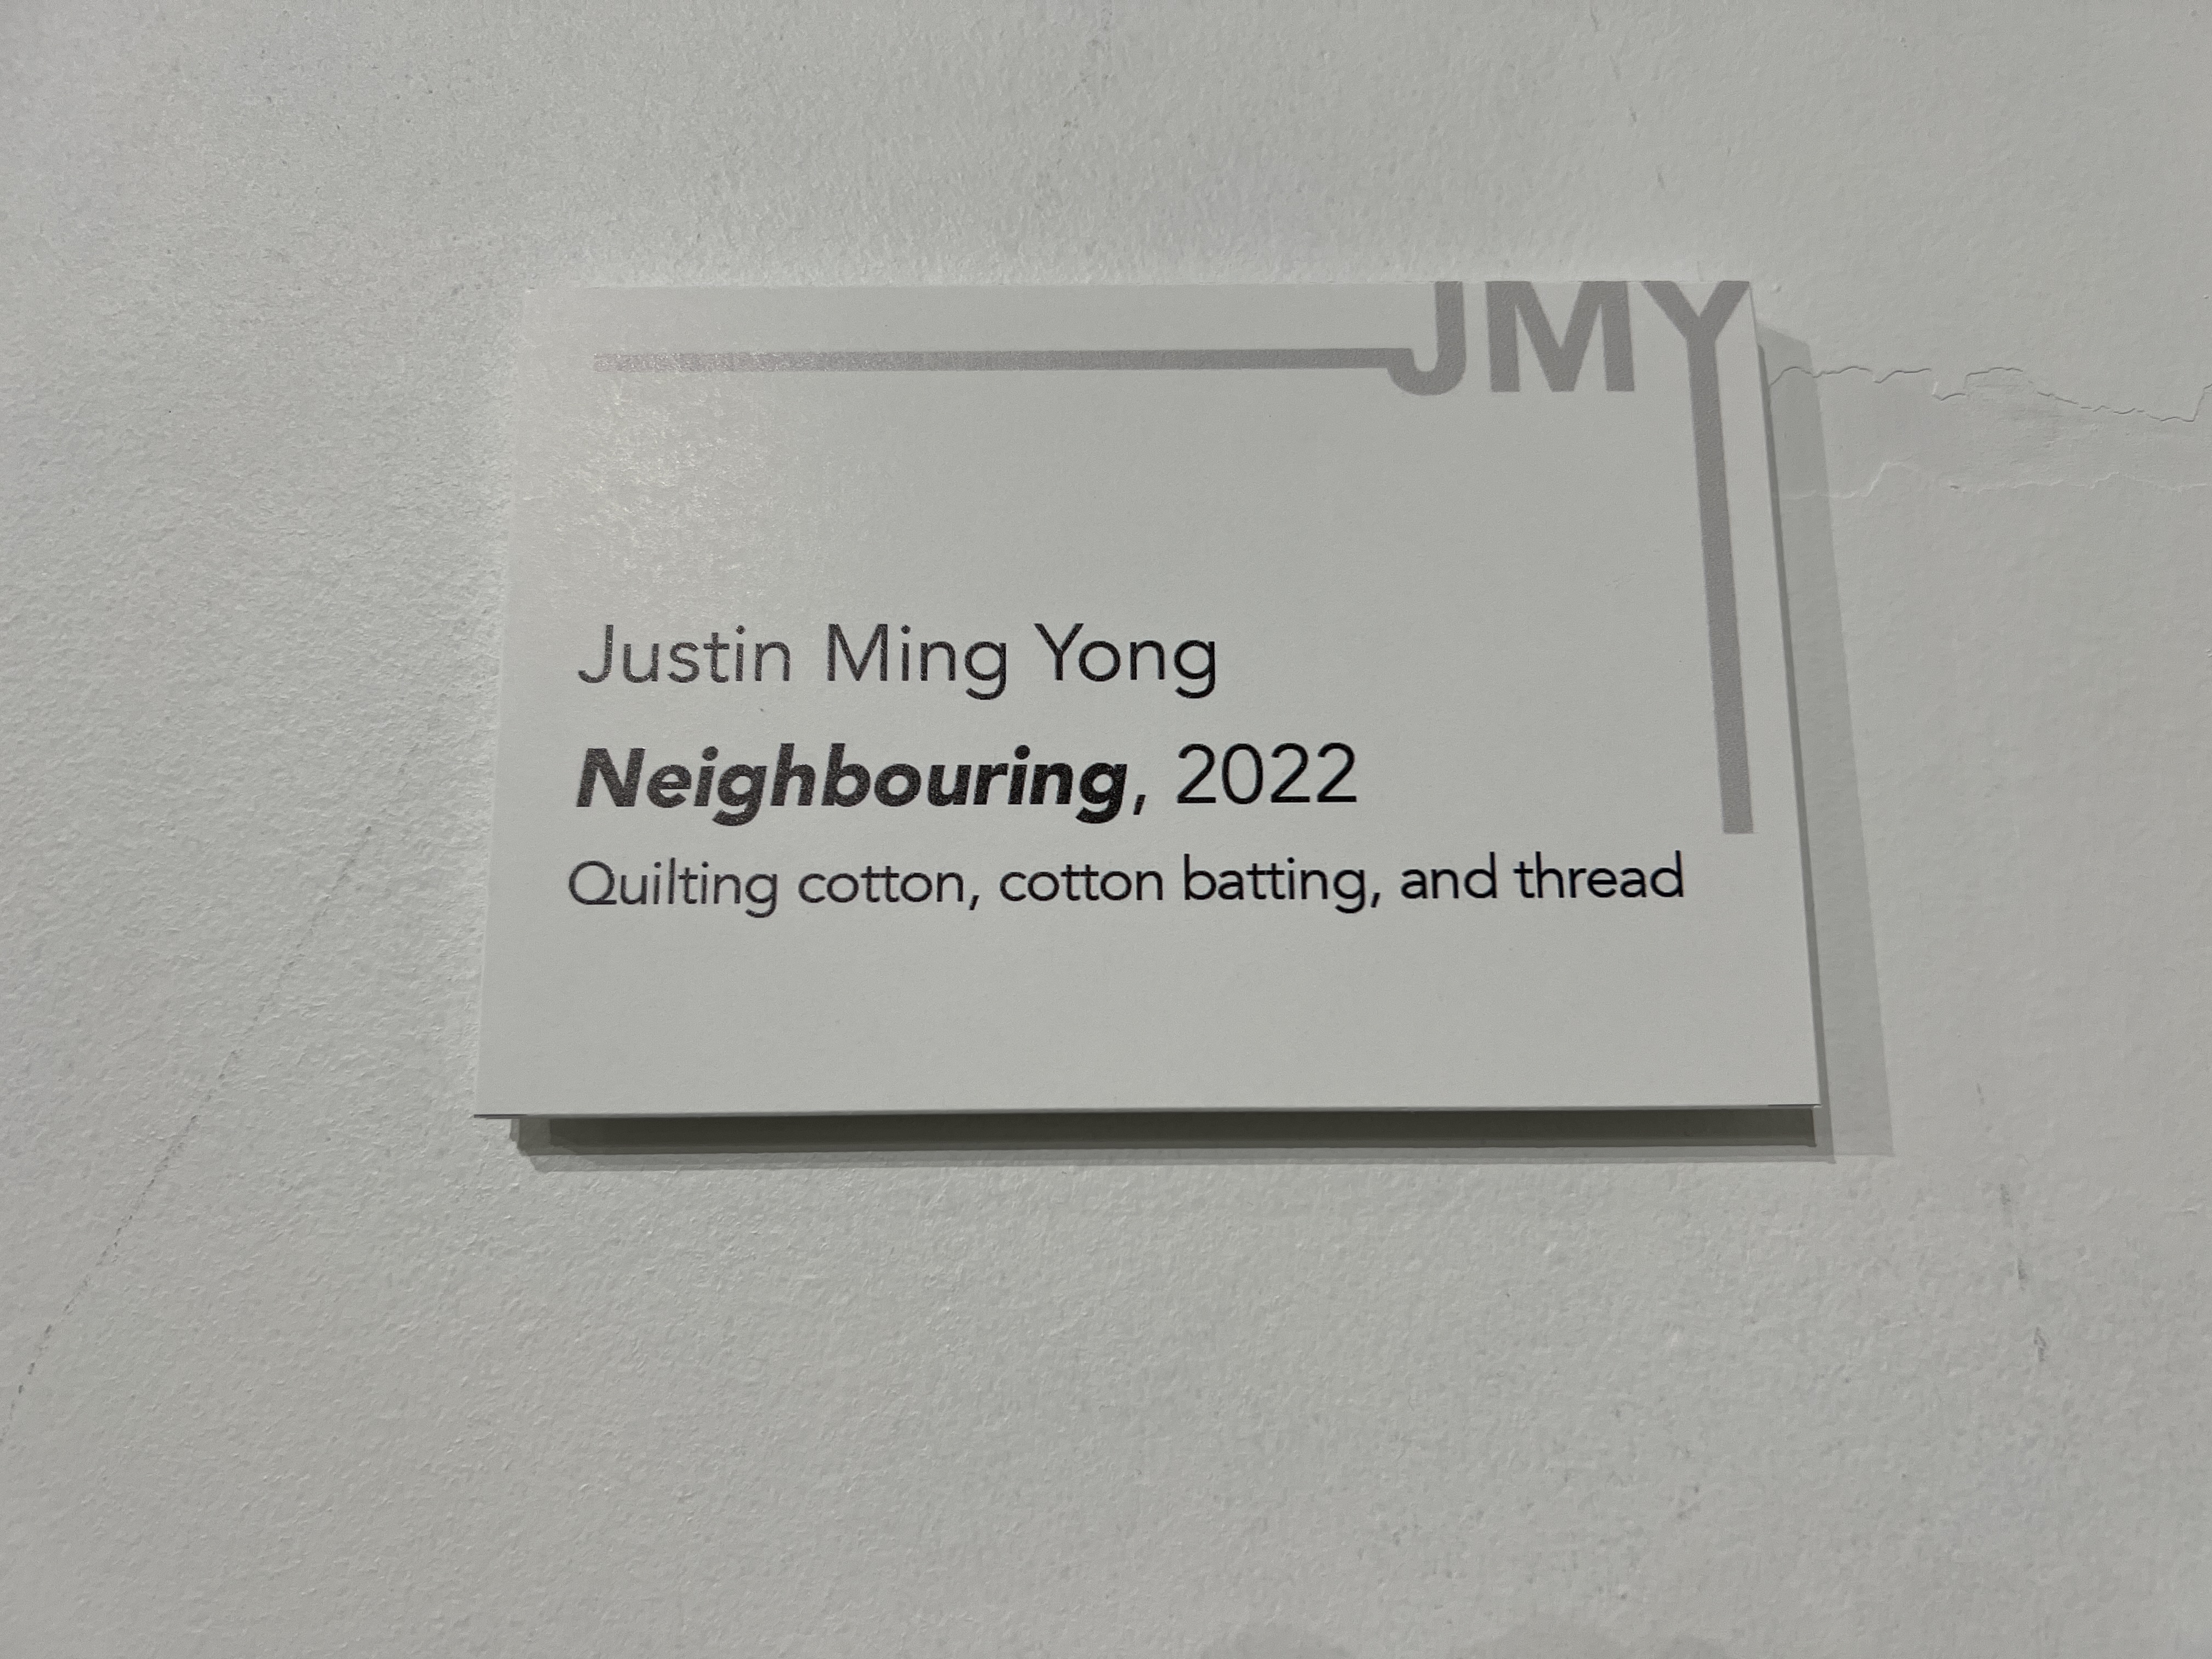 JMY
Justin Ming Yong
Neighbouring, 2022
Quilting cotton, cotton batting, and thread